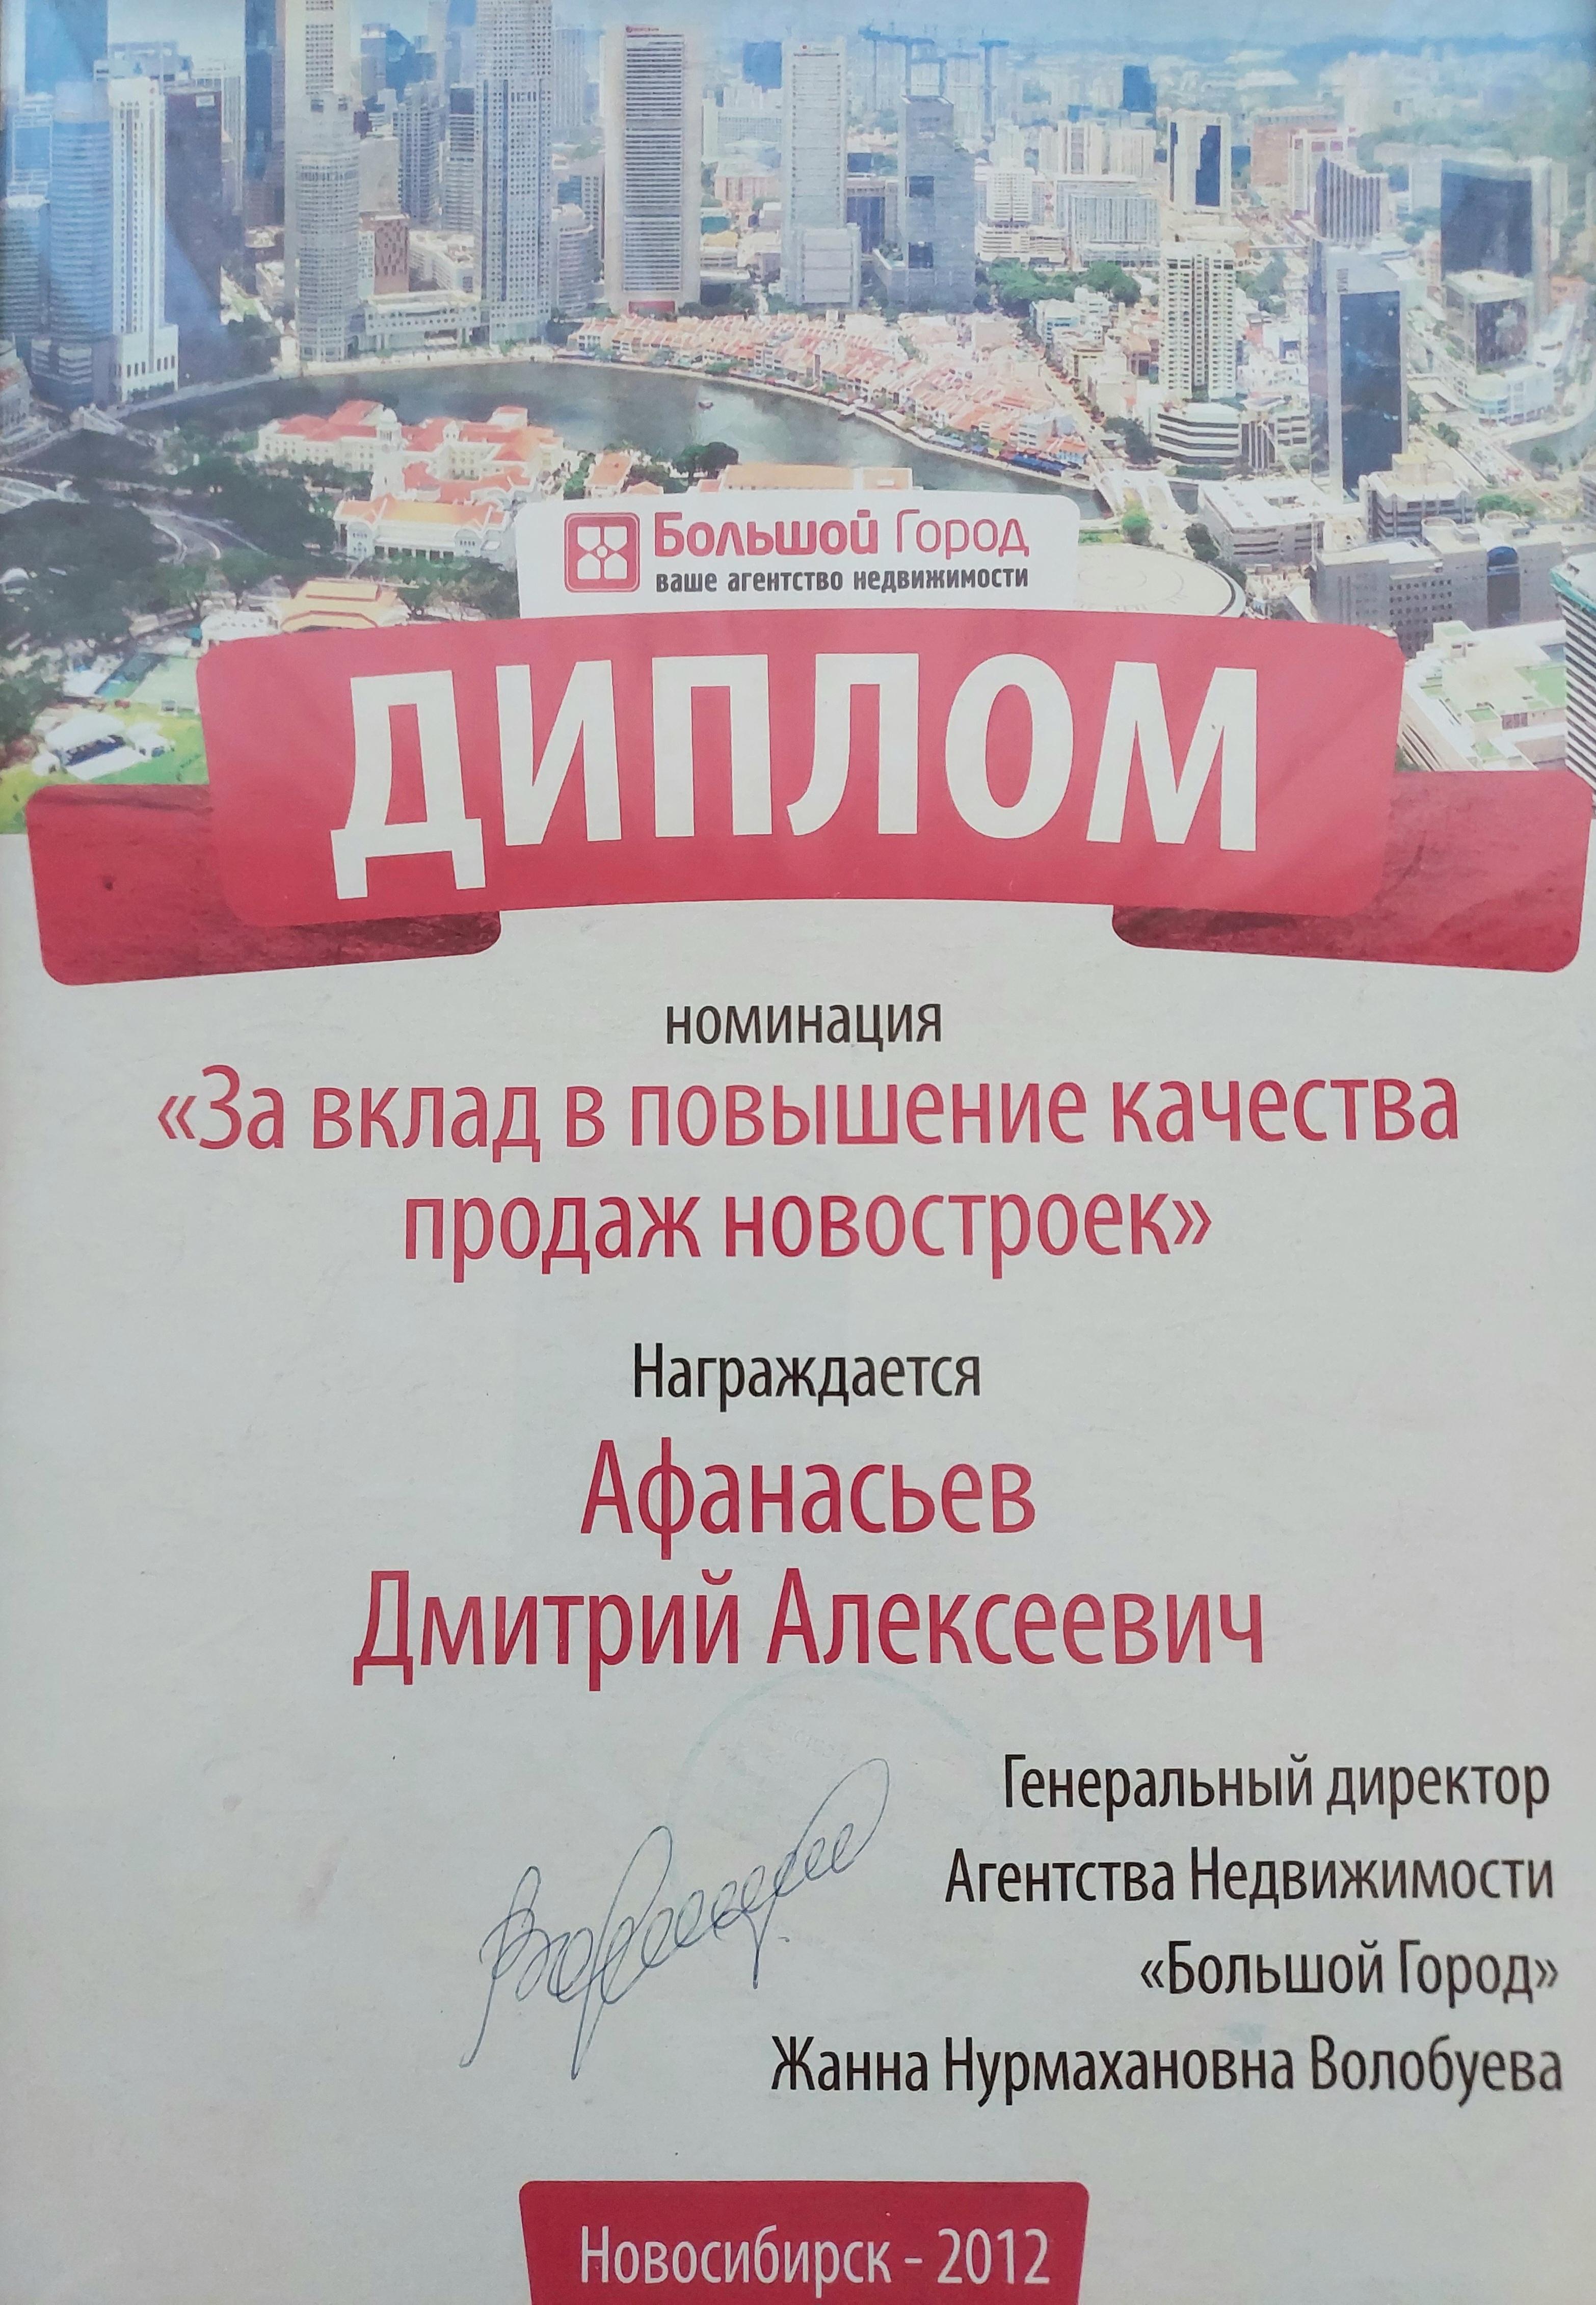 Большой Город
ваше агентство недвижимости
ДИПЛОМ
номинация
«За вклад в повышение качества
продаж новостроек»
Награждается
Афанасьев
Дмитрий Алексеевич
Генеральный директор
Агентства Недвижимости
«Большой Город»
Жанна Нурмахановна Волобуева
Новосибирск - 2012